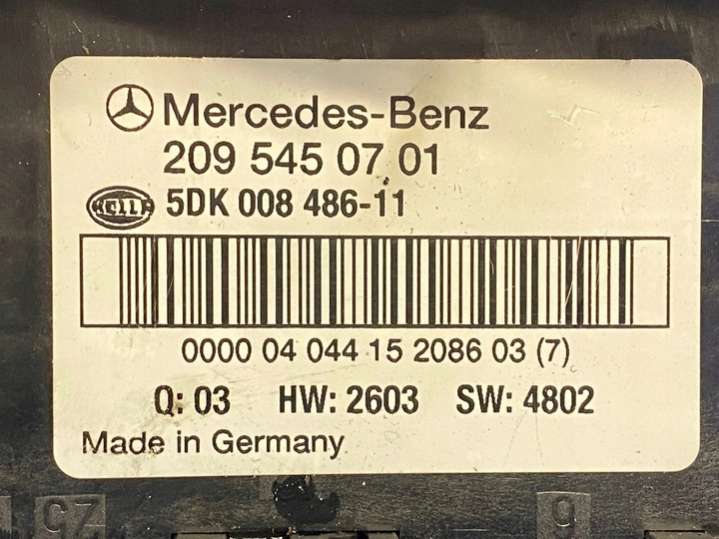 Mercedes-Benz
209 545 07 01
HELLA 5DK 008 486-11
0000 04 044 15 2086 03 (7)
Q: 03 HW: 2603 SW: 4802
Made in Germany